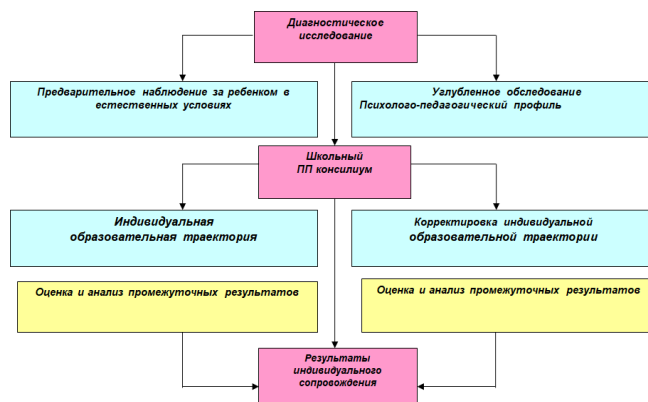 Диагностическое
исследование
Предварительное наблюдение за ребенком в
естественных условиях
Углубленное обследование
Психолого-педагогический профиль
Школьный
ПП консилиум
Индивидуальная
образовательная траектория
Корректировка индивидуальной
образовательной траектории
Оценка и анализ промежуточных результатов
Оценка и анализ промежуточных результатов
Результаты
индивидуального
сопровождения